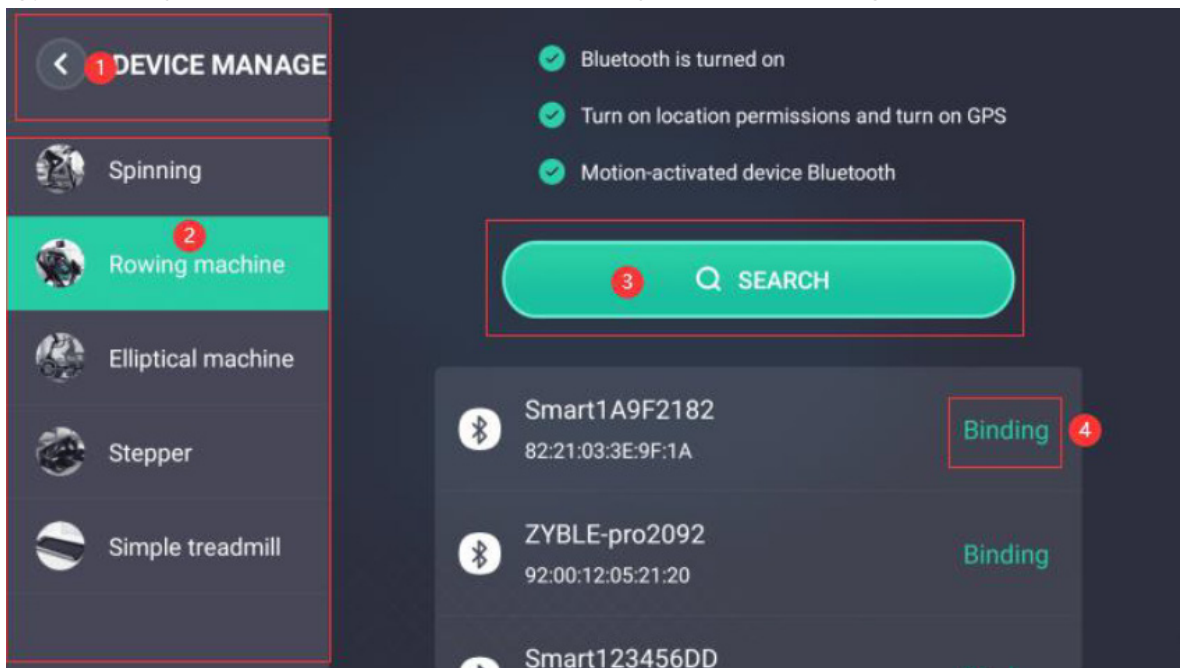 1 DEVICE MANAGE
Spinning
2
Rowing machine
Elliptical machine
Stepper
Simple treadmill
Bluetooth is turned on
Turn on location permissions and turn on GPS
Motion-activated device Bluetooth
3 SEARCH
Smart1A9F2182
82:21:03:3E:9F:1A
Binding 4
ZYBLE-pro2092
92:00:12:05:21:20
Binding
Smart123456DD